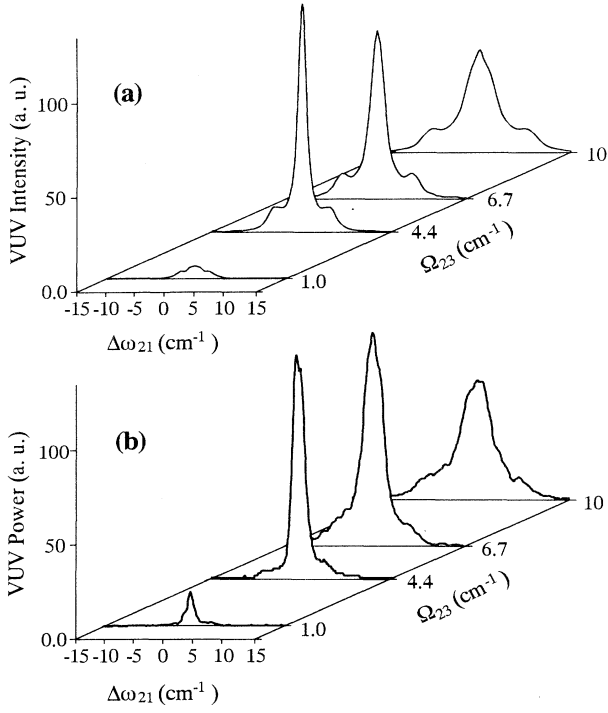 (a)
VUV Intensity (a. u.)
100
50
0.0
-15 -10 -5 0 5 10 15
Δω₂₁ (cm⁻¹)
10
6.7
4.4
1.0
Ω₂₃ (cm⁻¹)
(b)
VUV Power (a. u.)
100
50
0.0
-15 -10 -5 0 5 10 15
Δω₂₁ (cm⁻¹)
10
6.7
4.4
1.0
Ω₂₃ (cm⁻¹)